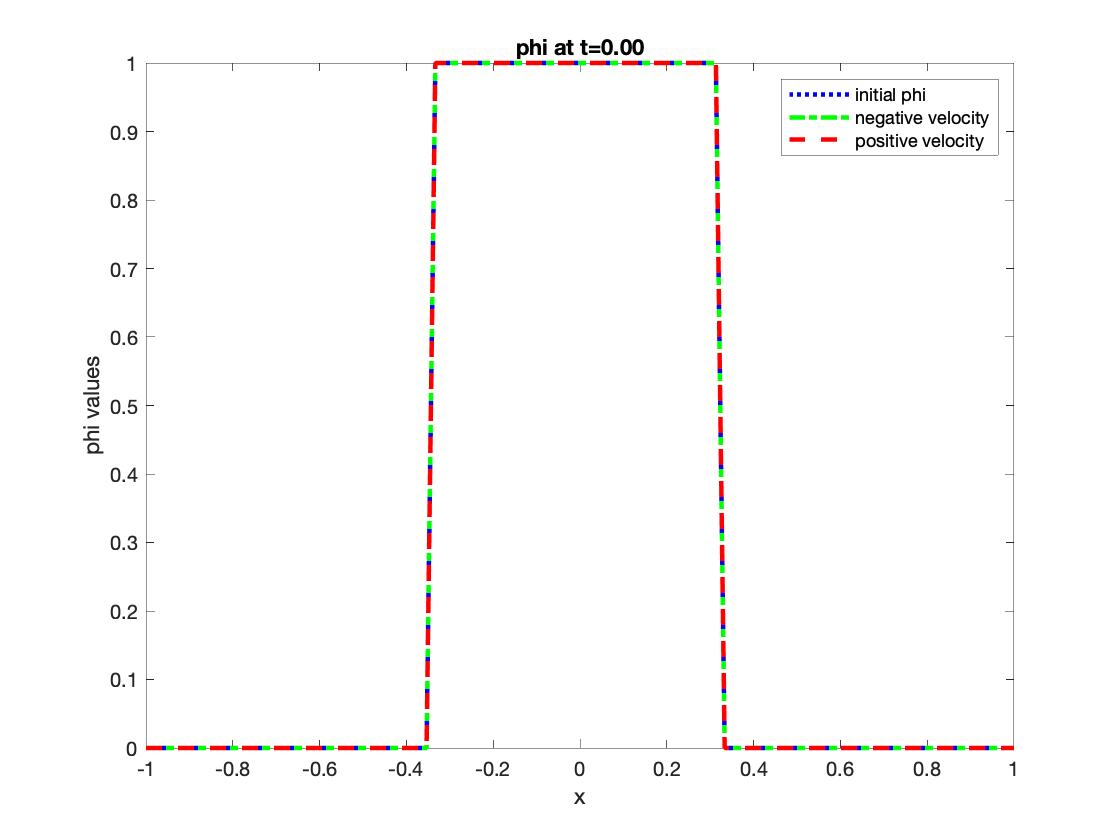 phi at t=0.00
initial phi
negative velocity
positive velocity
phi values
1
0.9
0.8
0.7
0.6
0.5
0.4
0.3
0.2
0.1
0
-1 -0.8 -0.6 -0.4 -0.2 0 0.2 0.4 0.6 0.8 1
x